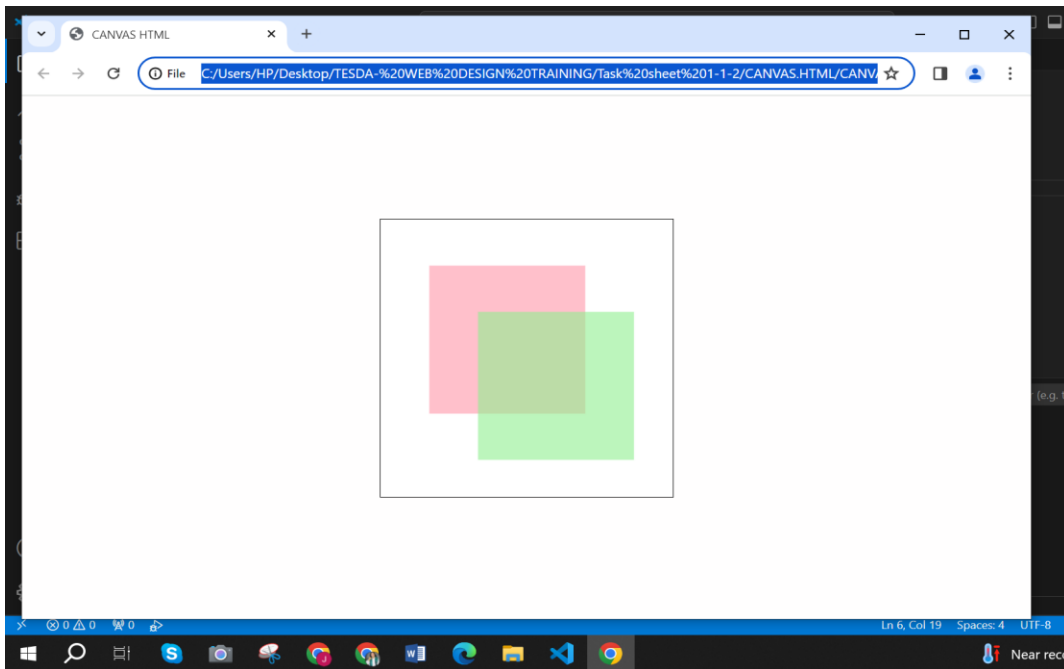 CANVAS HTML
File C:/Users/HP/Desktop/TESDA-%20WEB%20DESIGN%20TRAINING/Task%20sheet%201-1-2/CANVAS.HTML/CANV
(e.g. t
0 0 0 Ln 6, Col 19 Spaces: 4 UTF-8
Near rec